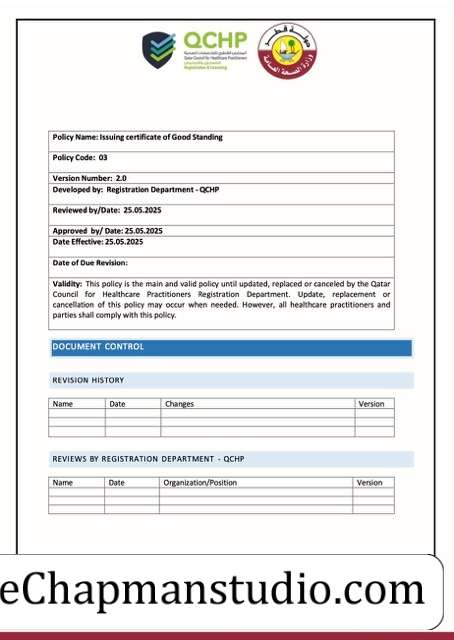 QCHP
Qatar Council for Healthcare Practitioners
Registration & Licensing
دولة قطر
وزارة الصحة العامة
Policy Name: Issuing certificate of Good Standing
Policy Code: 03
Version Number: 2.0
Developed by: Registration Department - QCHP
Reviewed by/Date: 25.05.2025
Approved by/ Date: 25.05.2025
Date Effective: 25.05.2025
Date of Due Revision:
Validity: This policy is the main and valid policy until updated, replaced or canceled by the Qatar
Council for Healthcare Practitioners Registration Department. Update, replacement or
cancellation of this policy may occur when needed. However, all healthcare practitioners and
parties shall comply with this policy.
DOCUMENT CONTROL
REVISION HISTORY
Name Date Changes Version
REVIEWS BY REGISTRATION DEPARTMENT - QCHP
Name Date Organization/Position Version
eChapmanstudio.com